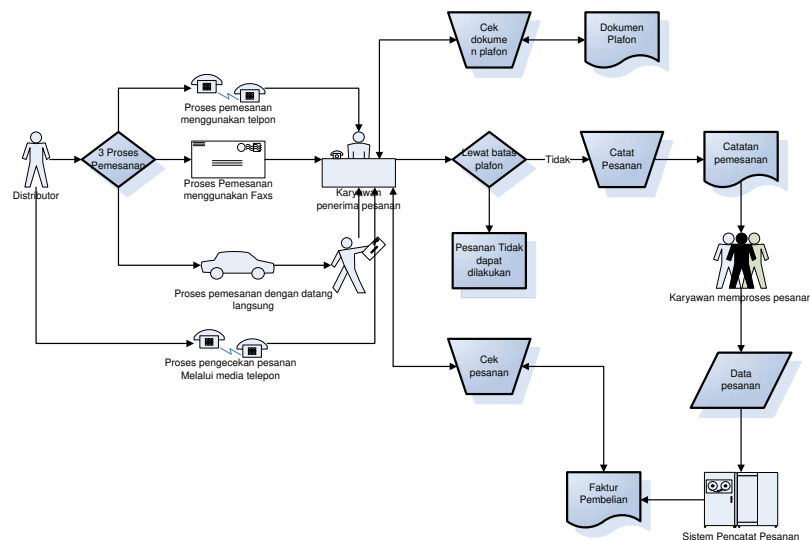 Cek
dokume
n plafon
Dokumen
Plafon
Proses pemesanan
menggunakan telpon
3 Proses
Pemesanan
Distributor
Proses Pemesanan
menggunakan Faxs
Karyawan
penerima pesanan
Lewat batas
plafon
Tidak
Catat
Pesanan
Catatan
pemesanan
Pesanan Tidak
dapat
dilakukan
Karyawan memproses pesanan
Proses pemesanan dengan datang
langsung
Proses pengecekan pesanan
Melalui media telepon
Cek
pesanan
Data
pesanan
Faktur
Pembelian
Sistem Pencatat Pesanan